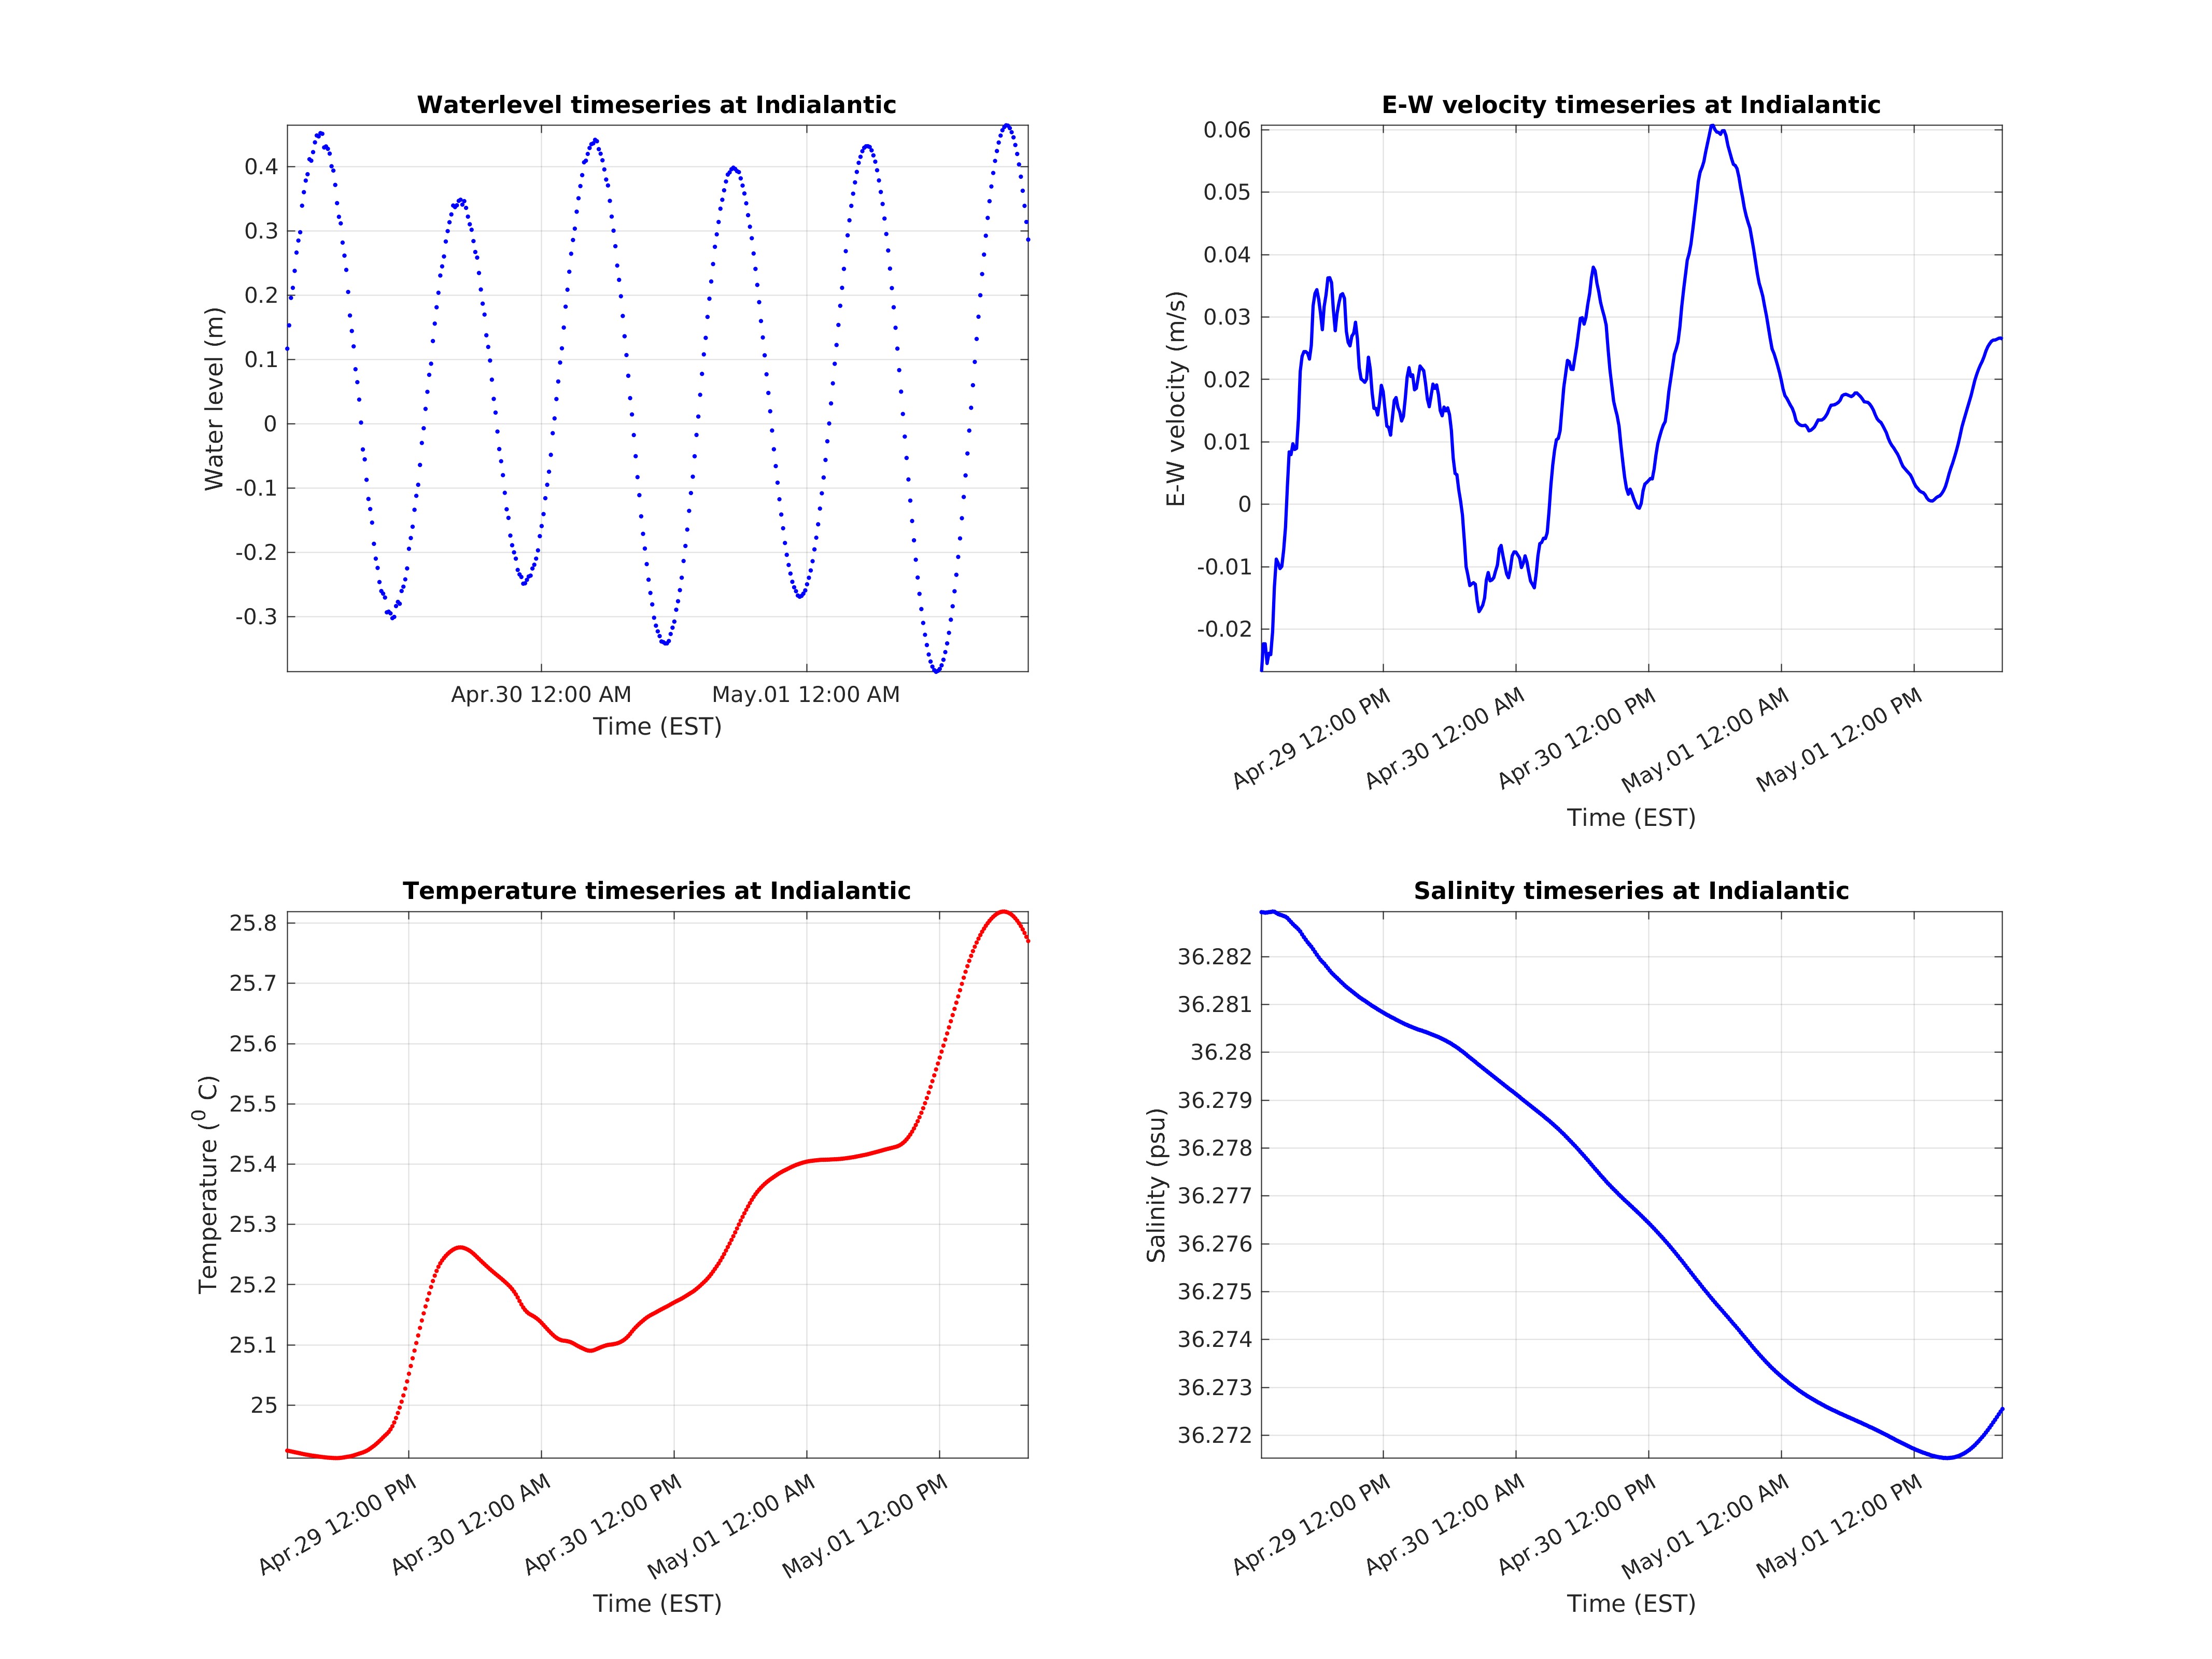 Waterlevel timeseries at Indialantic
Water level (m)
0.4
0.3
0.2
0.1
0
-0.1
-0.2
-0.3
Apr.30 12:00 AM
May.01 12:00 AM
Time (EST)
E-W velocity timeseries at Indialantic
E-W velocity (m/s)
0.06
0.05
0.04
0.03
0.02
0.01
0
-0.01
-0.02
Apr.29 12:00 PM
Apr.30 12:00 AM
Apr.30 12:00 PM
May.01 12:00 AM
May.01 12:00 PM
Time (EST)
Temperature timeseries at Indialantic
Temperature (⁰ C)
25.8
25.7
25.6
25.5
25.4
25.3
25.2
25.1
25
Apr.29 12:00 PM
Apr.30 12:00 AM
Apr.30 12:00 PM
May.01 12:00 AM
May.01 12:00 PM
Time (EST)
Salinity timeseries at Indialantic
Salinity (psu)
36.282
36.281
36.28
36.279
36.278
36.277
36.276
36.275
36.274
36.273
36.272
Apr.29 12:00 PM
Apr.30 12:00 AM
Apr.30 12:00 PM
May.01 12:00 AM
May.01 12:00 PM
Time (EST)